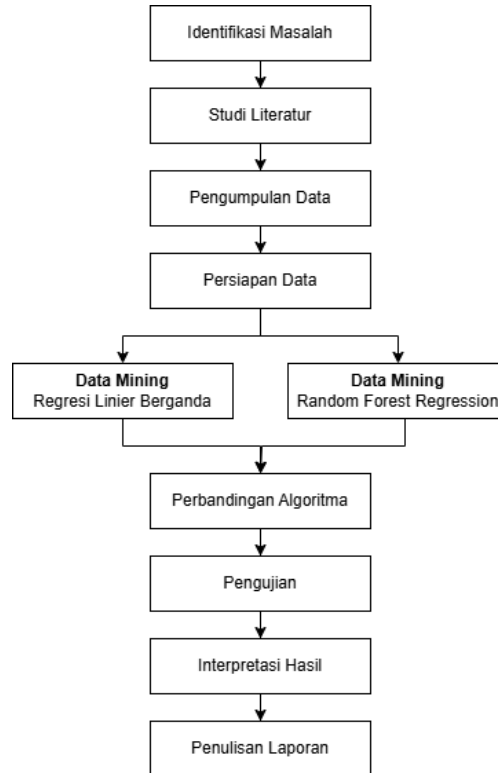 Identifikasi Masalah
Studi Literatur
Pengumpulan Data
Persiapan Data
Data Mining
Regresi Linier Berganda
Data Mining
Random Forest Regression
Perbandingan Algoritma
Pengujian
Interpretasi Hasil
Penulisan Laporan